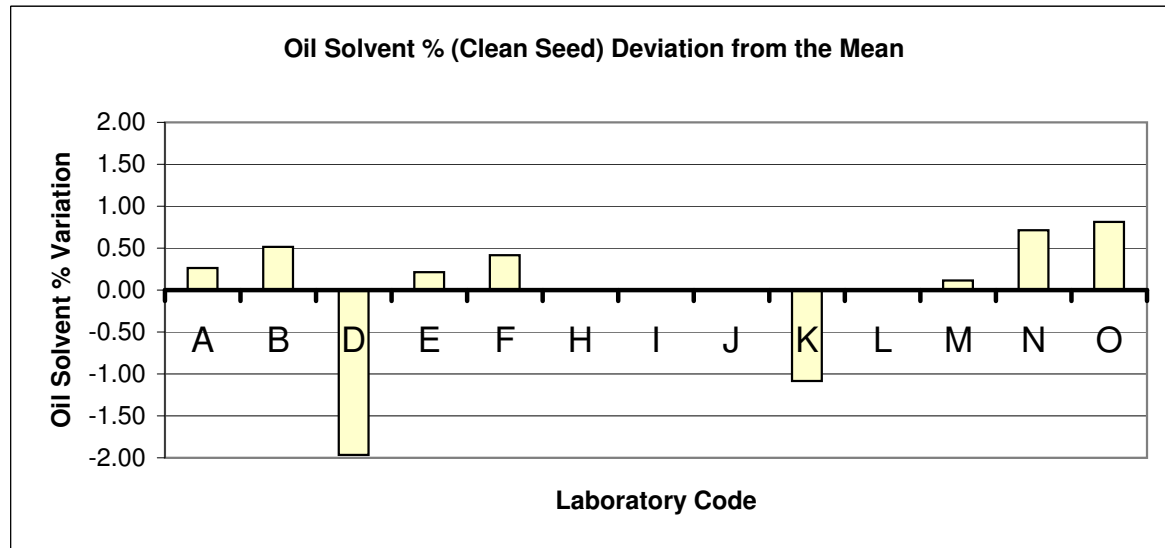 Oil Solvent % (Clean Seed) Deviation from the Mean
Oil Solvent % Variation
2.00
1.50
1.00
0.50
0.00
-0.50
-1.00
-1.50
-2.00
A B D E F H I J K L M N O
Laboratory Code